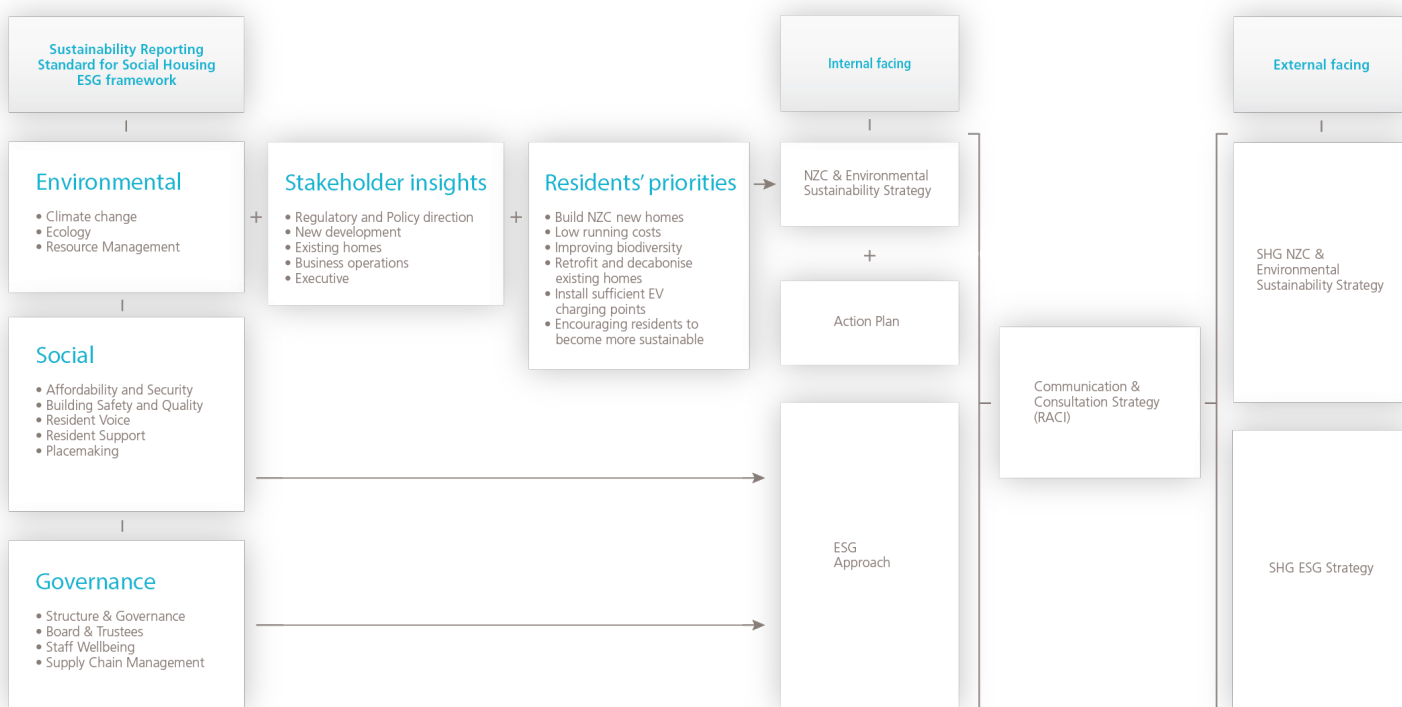 Sustainability Reporting
Standard for Social Housing
ESG framework
Internal facing
External facing
Environmental
• Climate change
• Ecology
• Resource Management
+
Stakeholder insights
• Regulatory and Policy direction
• New development
• Existing homes
• Business operations
• Executive
+
Residents' priorities
• Build NZC new homes
• Low running costs
• Improving biodiversity
• Retrofit and decabonise
existing homes
• Install sufficient EV
charging points
• Encouraging residents to
become more sustainable
NZC & Environmental
Sustainability Strategy
+
Action Plan
Social
• Affordability and Security
• Building Safety and Quality
• Resident Voice
• Resident Support
• Placemaking
Governance
• Structure & Governance
• Board & Trustees
• Staff Wellbeing
• Supply Chain Management
ESG
Approach
Communication &
Consultation Strategy
(RACI)
SHG NZC &
Environmental
Sustainability Strategy
SHG ESG Strategy